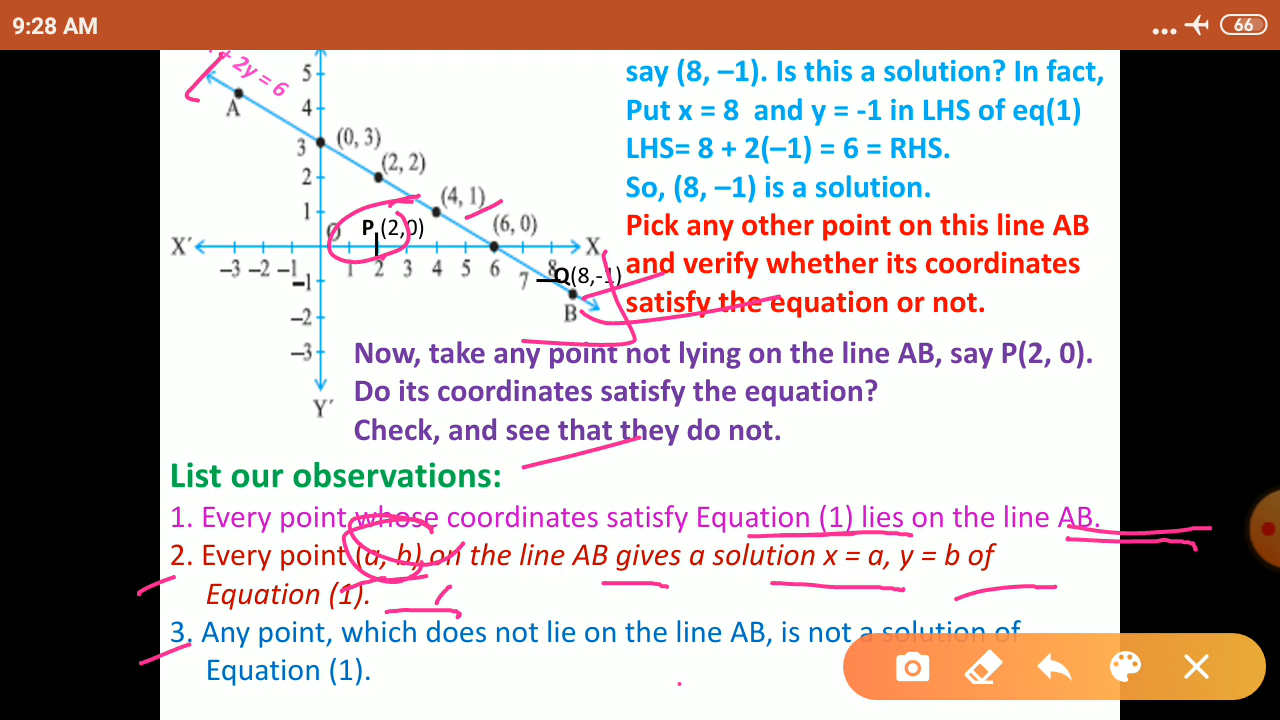 9:28 AM
66
+ 2y = 6
5
say (8, –1). Is this a solution? In fact,
A
4
Put x = 8 and y = -1 in LHS of eq(1)
3
(0, 3)
LHS= 8 + 2(–1) = 6 = RHS.
2
(2, 2)
So, (8, –1) is a solution.
1
(4, 1)
Pick any other point on this line AB
O
P (2,0)
(6, 0)
X′
X
and verify whether its coordinates
–3 –2 –1
1 2 3 4 5 6 7 8
Q(8,-1)
–1
satisfy the equation or not.
–2
B
–3
Now, take any point not lying on the line AB, say P(2, 0).
Do its coordinates satisfy the equation?
Y′
Check, and see that they do not.
List our observations:
1. Every point whose coordinates satisfy Equation (1) lies on the line AB.
2. Every point (a, b) on the line AB gives a solution x = a, y = b of
Equation (1).
3. Any point, which does not lie on the line AB, is not a solution of
Equation (1).